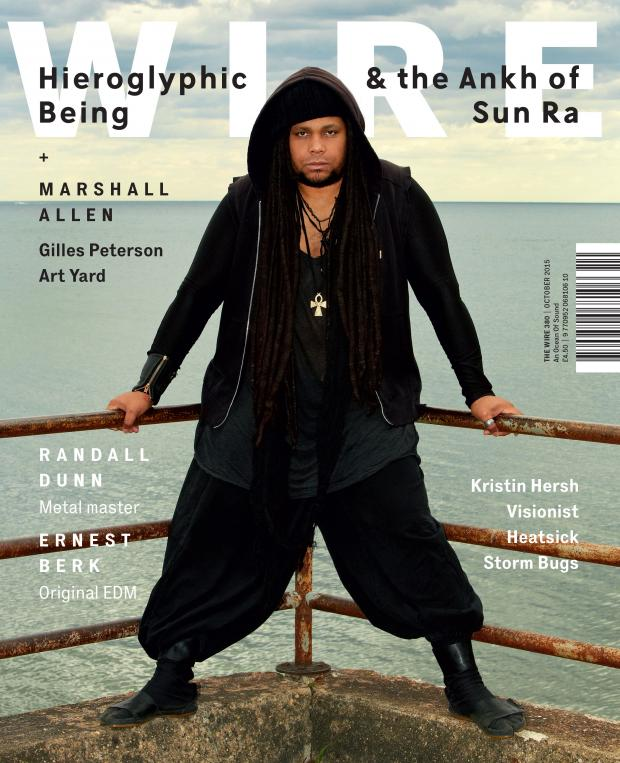 WIRE
Hieroglyphic
Being
& the Ankh of
Sun Ra
+
MARSHALL
ALLEN
Gilles Peterson
Art Yard
THE WIRE 380 | OCTOBER 2015
An Ocean Of Sound
£4.50 | 9 770952 068106 10
RANDALL
DUNN
Metal master
ERNEST
BERK
Original EDM
Kristin Hersh
Visionist
Heatsick
Storm Bugs